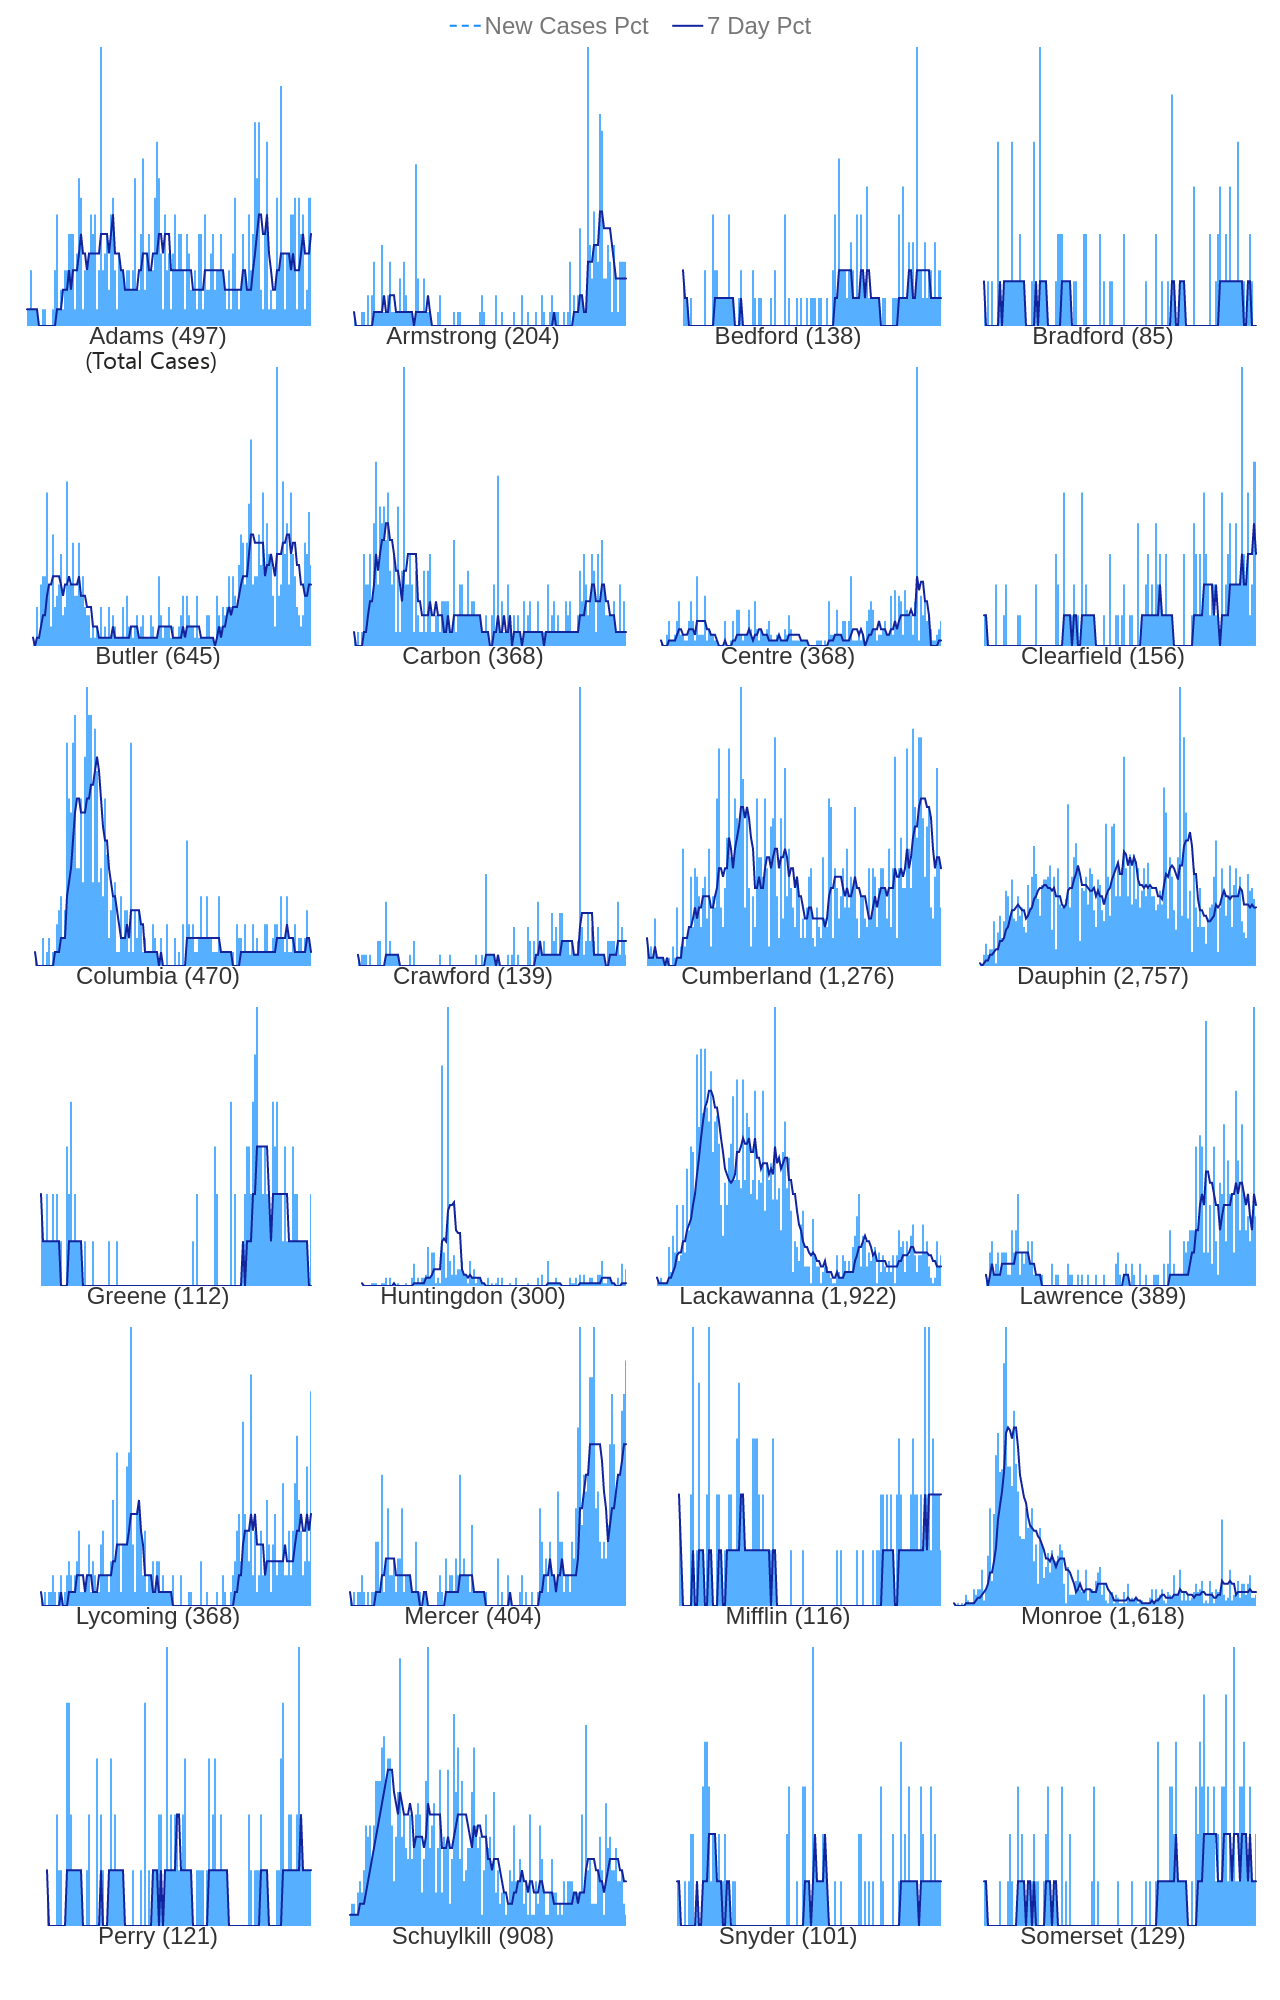 New Cases Pct 7 Day Pct
Adams (497) Armstrong (204) Bedford (138) Bradford (85)
(Total Cases)
Butler (645) Carbon (368) Centre (368) Clearfield (156)
Columbia (470) Crawford (139) Cumberland (1,276) Dauphin (2,757)
Greene (112) Huntingdon (300) Lackawanna (1,922) Lawrence (389)
Lycoming (368) Mercer (404) Mifflin (116) Monroe (1,618)
Perry (121) Schuylkill (908) Snyder (101) Somerset (129)